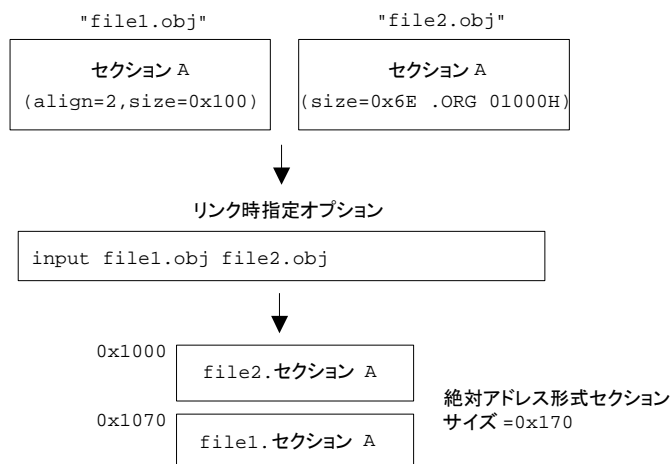 "file1.obj"
"file2.obj"
セクション A
(align=2,size=0x100)
セクション A
(size=0x6E .ORG 01000H)
リンク時指定オプション
input file1.obj file2.obj
0x1000
file2.セクション A
0x1070
file1.セクション A
絶対アドレス形式セクション
サイズ =0x170